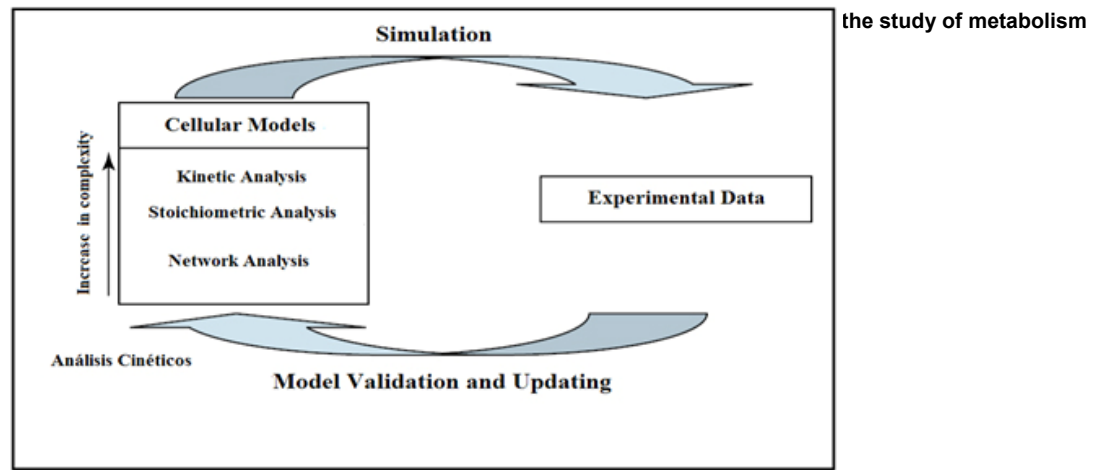 the study of metabolism
Simulation
Cellular Models
Increase in complexity
Kinetic Analysis
Stoichiometric Analysis
Network Analysis
Experimental Data
Análisis Cinéticos
Model Validation and Updating